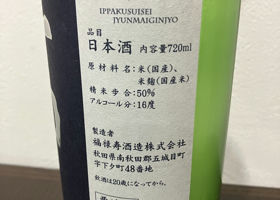 IPPAKUSUISEI
JYUNMAIGINJYO
品目
日本酒 内容量720ml
原材料名：米(国産)、
米麹(国産米)
精米歩合：50%
アルコール分：16度
製造者
福禄寿酒造株式会社
秋田県南秋田郡五城目町
字下夕町48番地
飲酒は20歳になってから。